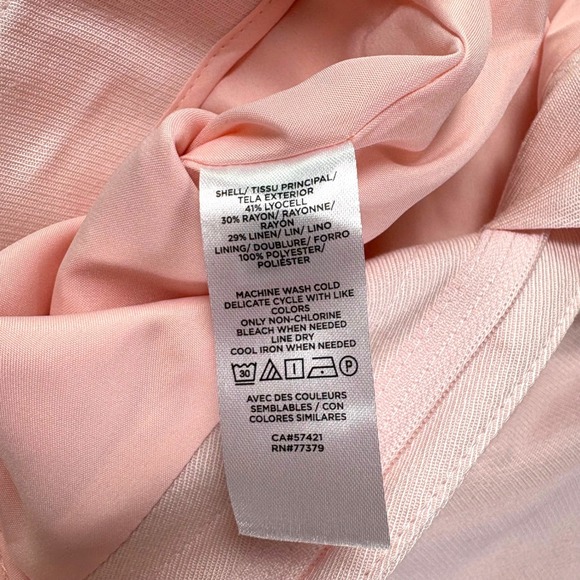 SHELL/ TISSU PRINCIPAL/
TELA EXTERIOR
41% LYOCELL
30% RAYON/ RAYONNE/
RAYÓN
29% LINEN/ LIN/ LINO
LINING/ DOUBLURE/ FORRO
100% POLYESTER/
POLIÉSTER
MACHINE WASH COLD
DELICATE CYCLE WITH LIKE
COLORS
ONLY NON-CHLORINE
BLEACH WHEN NEEDED
LINE DRY
COOL IRON WHEN NEEDED
30 P
AVEC DES COULEURS
SEMBLABLES / CON
COLORES SIMILARES
CA#57421
RN#77379